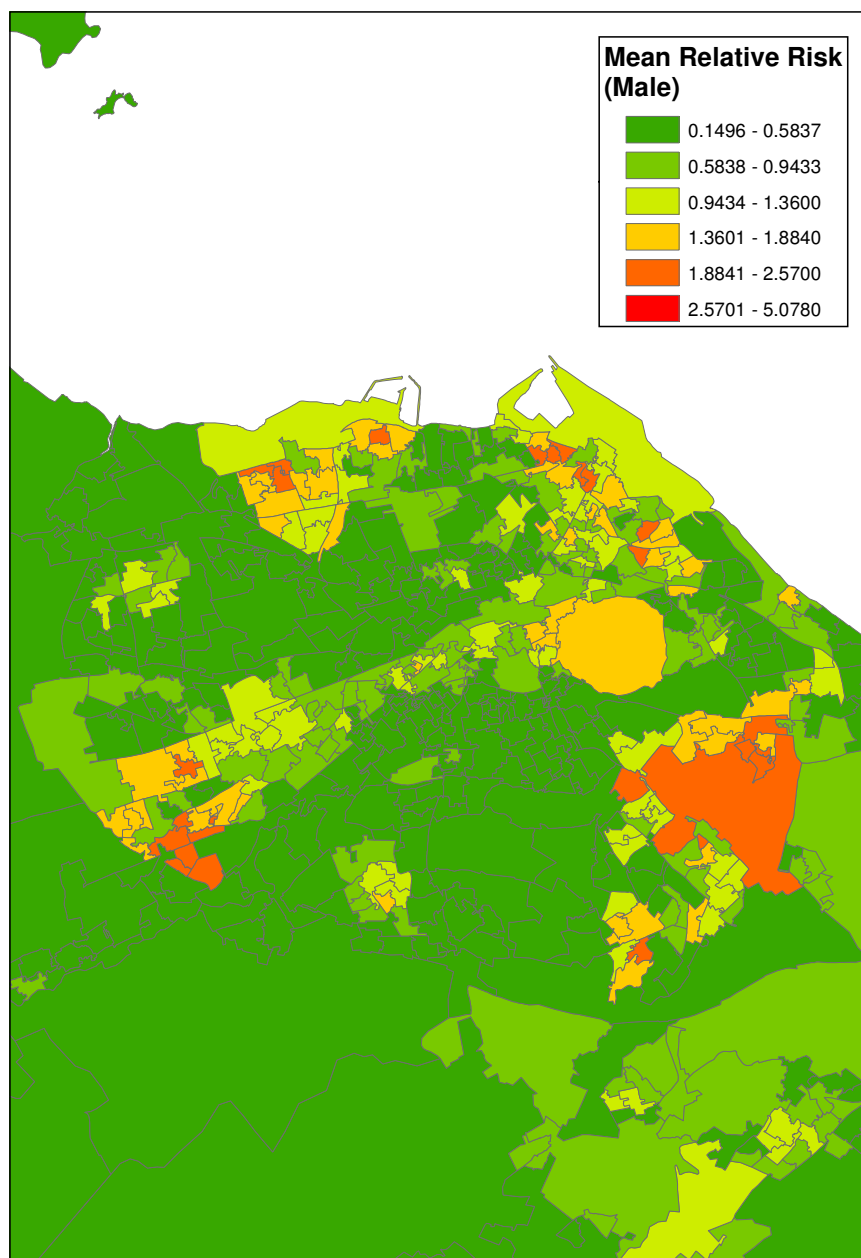 Mean Relative Risk
(Male)
0.1496 - 0.5837
0.5838 - 0.9433
0.9434 - 1.3600
1.3601 - 1.8840
1.8841 - 2.5700
2.5701 - 5.0780